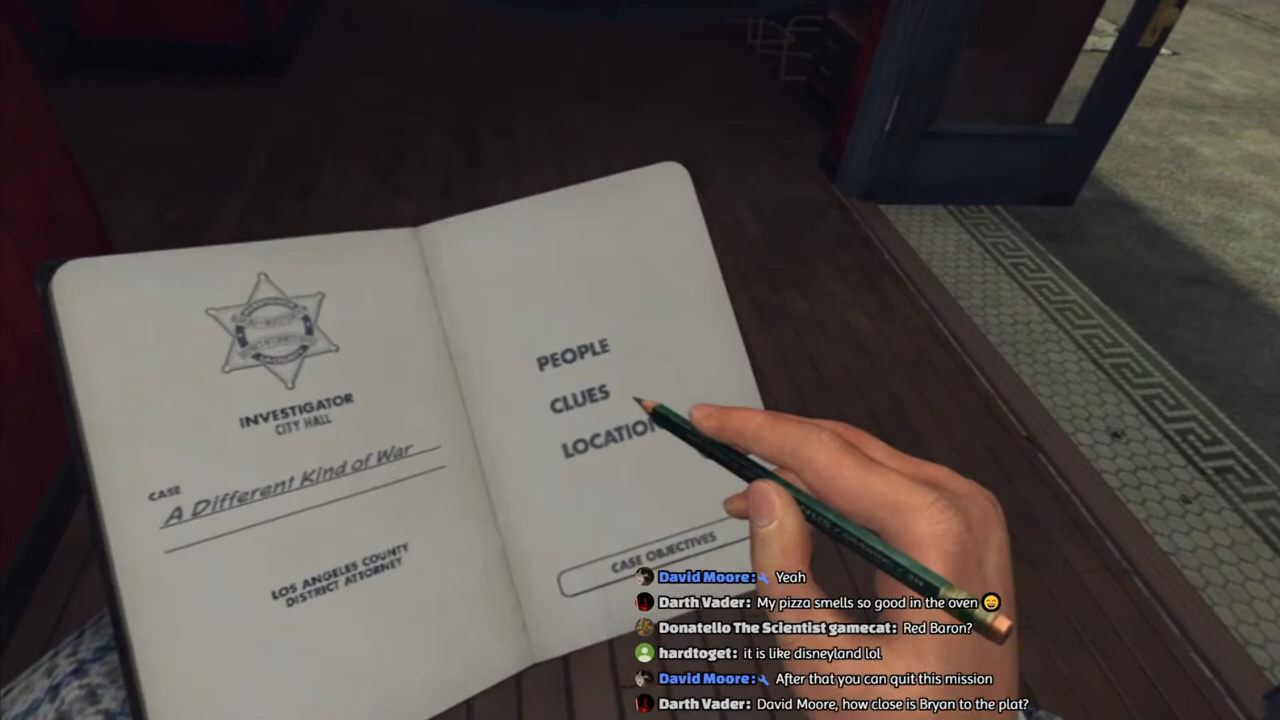 INVESTIGATOR
CITY HALL
CASE
A Different Kind of War
LOS ANGELES COUNTY
DISTRICT ATTORNEY
PEOPLE
CLUES
LOCATION
CASE OBJECTIVES
David Moore: Yeah
Darth Vader: My pizza smells so good in the oven 😄
Donatello The Scientist gamecat: Red Baron?
hardtoget: it is like disneyland lol
David Moore: After that you can quit this mission
Darth Vader: David Moore, how close is Bryan to the plat?